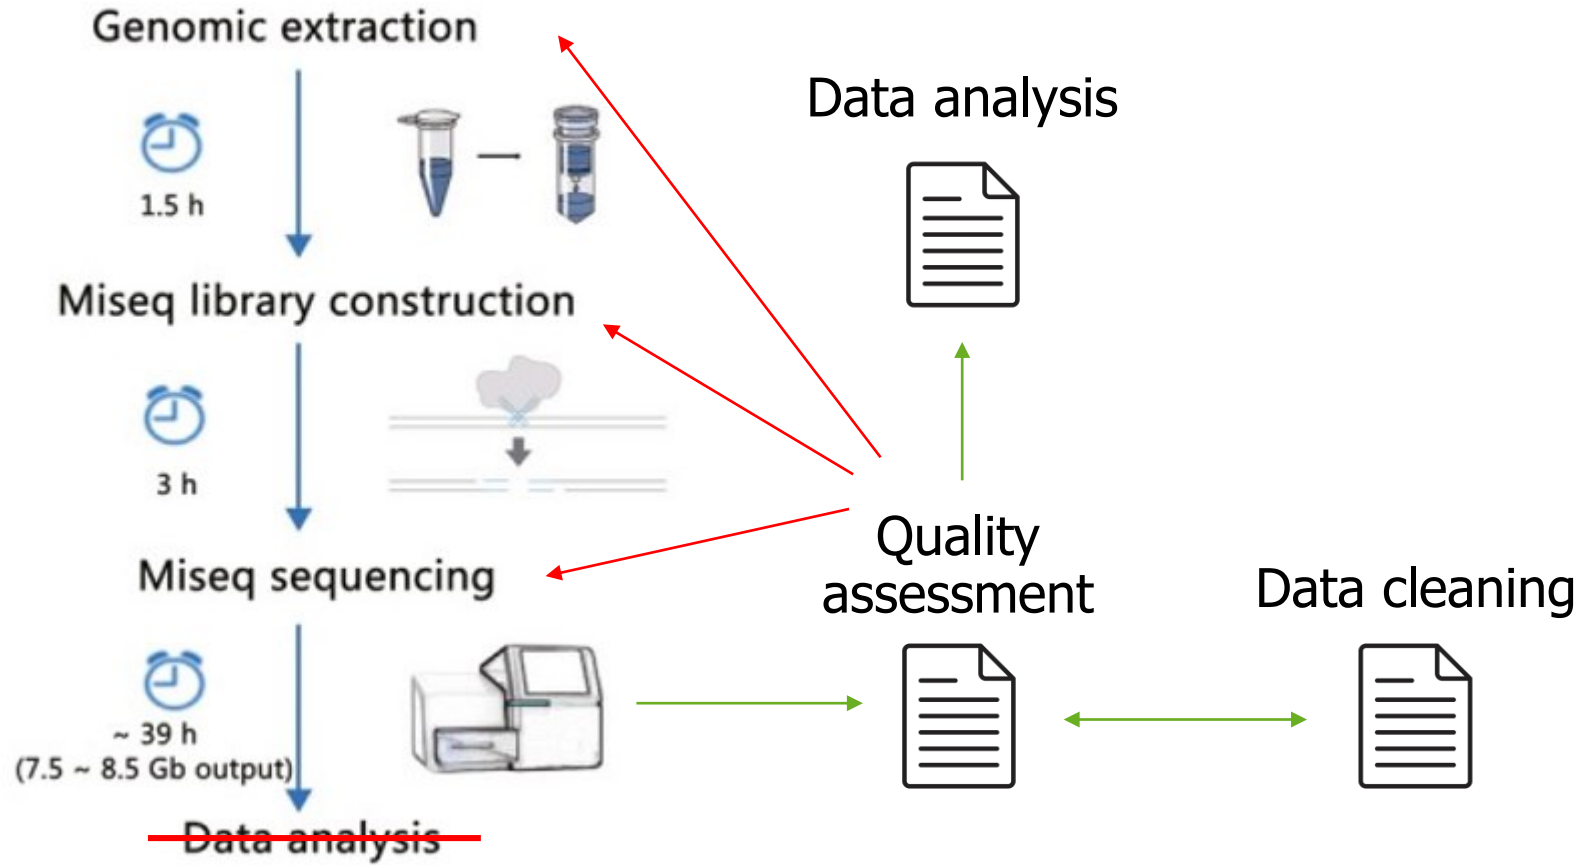 Genomic extraction
1.5 h
Miseq library construction
3 h
Miseq sequencing
~ 39 h
(7.5 ~ 8.5 Gb output)
Data analysis
Data analysis
Quality
assessment
Data cleaning